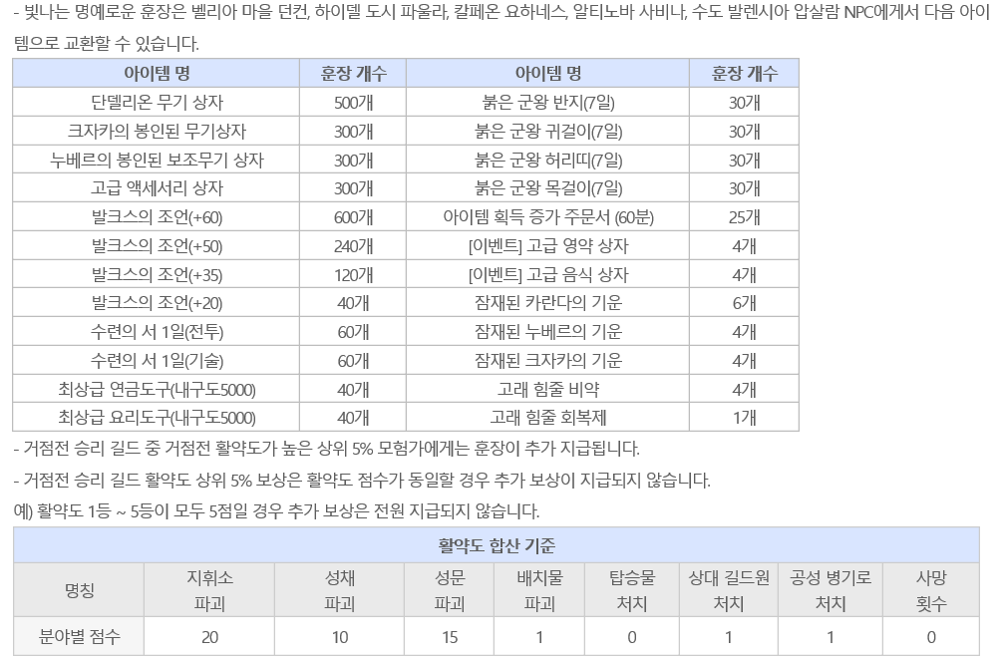 - 빛나는 명예로운 훈장은 벨리아 마을 던컨, 하이델 도시 파울라, 칼페온 요하네스, 알티노바 사비나, 수도 발렌시아 압살람 NPC에게서 다음 아이
템으로 교환할 수 있습니다.
아이템 명 훈장 개수 아이템 명 훈장 개수
단델리온 무기 상자 500개 붉은 군왕 반지(7일) 30개
크자카의 봉인된 무기상자 300개 붉은 군왕 귀걸이(7일) 30개
누베르의 봉인된 보조무기 상자 300개 붉은 군왕 허리띠(7일) 30개
고급 액세서리 상자 300개 붉은 군왕 목걸이(7일) 30개
발크스의 조언(+60) 600개 아이템 획득 증가 주문서 (60분) 25개
발크스의 조언(+50) 240개 [이벤트] 고급 영약 상자 4개
발크스의 조언(+35) 120개 [이벤트] 고급 음식 상자 4개
발크스의 조언(+20) 40개 잠재된 카란다의 기운 6개
수련의 서 1일(전투) 60개 잠재된 누베르의 기운 4개
수련의 서 1일(기술) 60개 잠재된 크자카의 기운 4개
최상급 연금도구(내구도5000) 40개 고래 힘줄 비약 4개
최상급 요리도구(내구도5000) 40개 고래 힘줄 회복제 1개
- 거점전 승리 길드 중 거점전 활약도가 높은 상위 5% 모험가에게는 훈장이 추가 지급됩니다.
- 거점전 승리 길드 활약도 상위 5% 보상은 활약도 점수가 동일할 경우 추가 보상이 지급되지 않습니다.
예) 활약도 1등 ~ 5등이 모두 5점일 경우 추가 보상은 전원 지급되지 않습니다.
활약도 합산 기준
명칭 지휘소 파괴 성채 파괴 성문 파괴 배치물 파괴 탑승물 처치 상대 길드원 처치 공성 병기로 처치 사망 횟수
분야별 점수 20 10 15 1 0 1 1 0